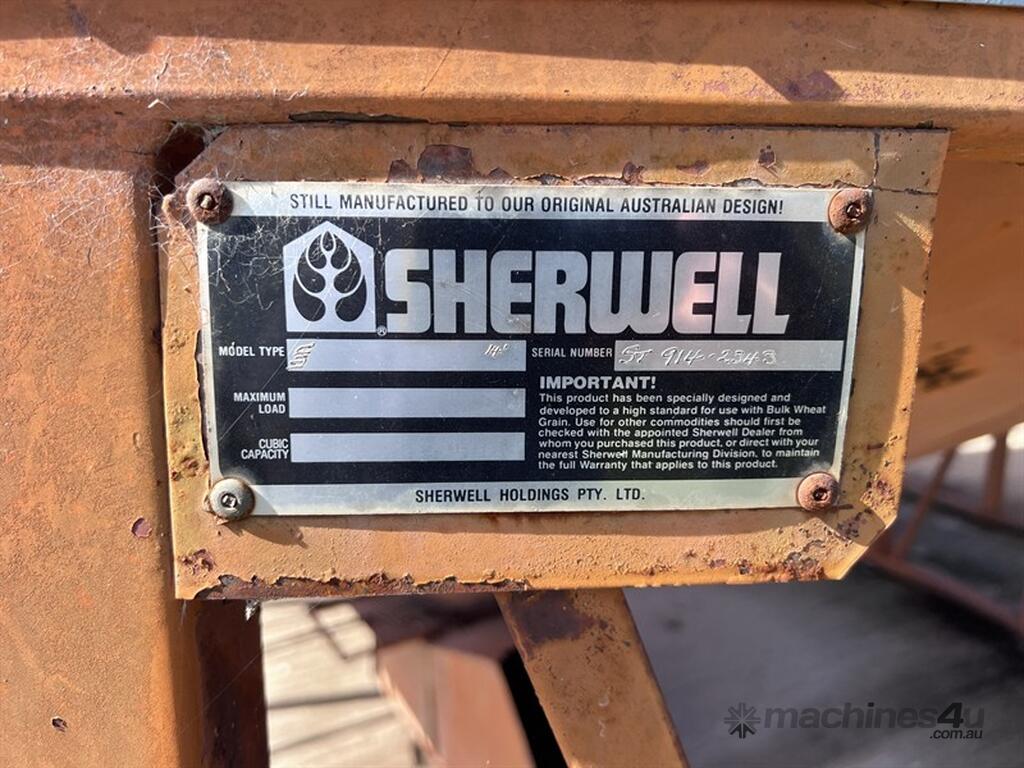 STILL MANUFACTURED TO OUR ORIGINAL AUSTRALIAN DESIGN!
SHERWELL
®
MODEL TYPE S 14° SERIAL NUMBER ST 914-2543
MAXIMUM LOAD
CUBIC CAPACITY
IMPORTANT!
This product has been specially designed and
developed to a high standard for use with Bulk Wheat
Grain. Use for other commodities should first be
checked with the appointed Sherwell Dealer from
whom you purchased this product, or direct with your
nearest Sherwell Manufacturing Division, to maintain
the full Warranty that applies to this product.
SHERWELL HOLDINGS PTY. LTD.
machines4u
.com.au